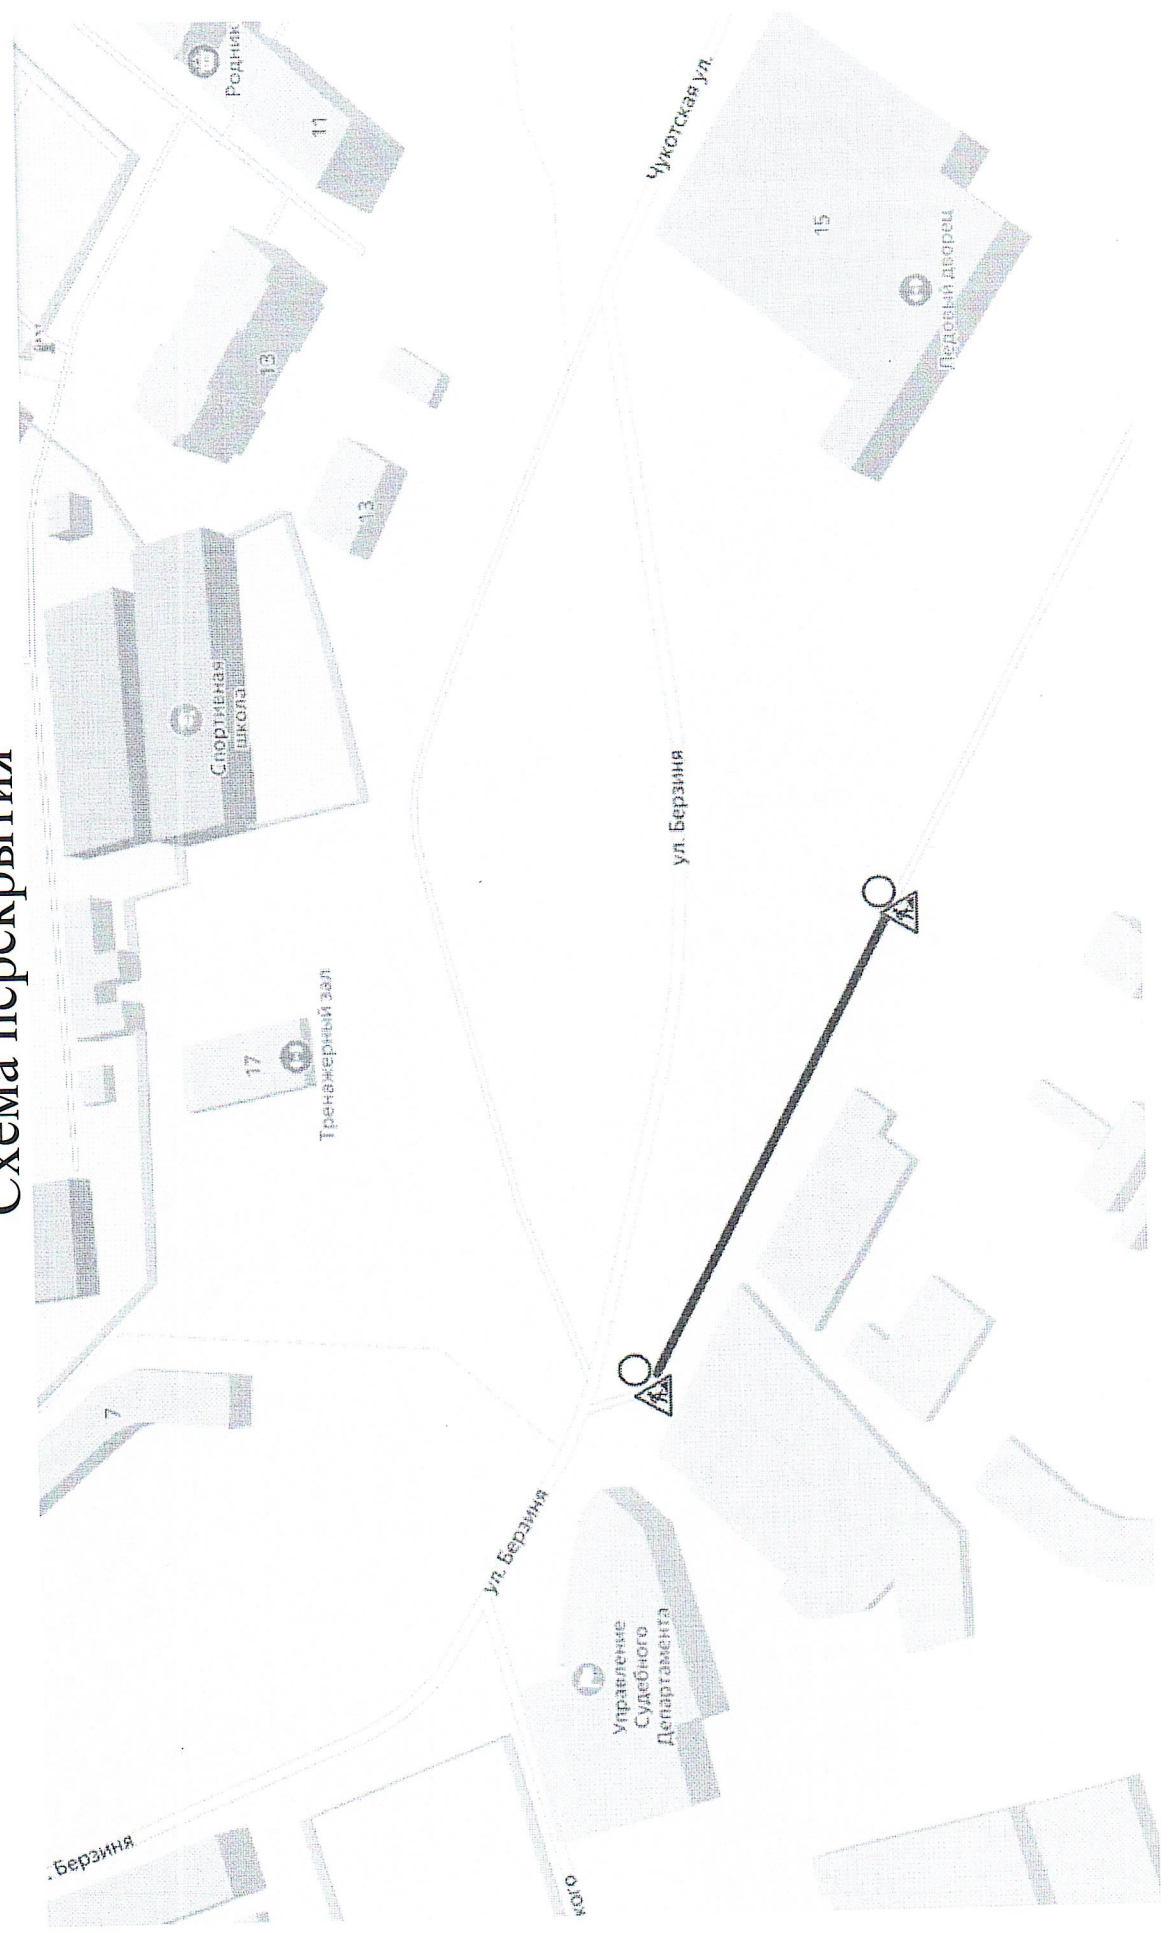 Схема перекрытия
Родник
11
13
13
Чукотская ул.
15
Ледовый дворец
Спортивная
школа
17
Тренажерный зал
ул. Берзиня
7
ул. Берзиня
Управление
Судебного
Департамента
Берзиня
кого